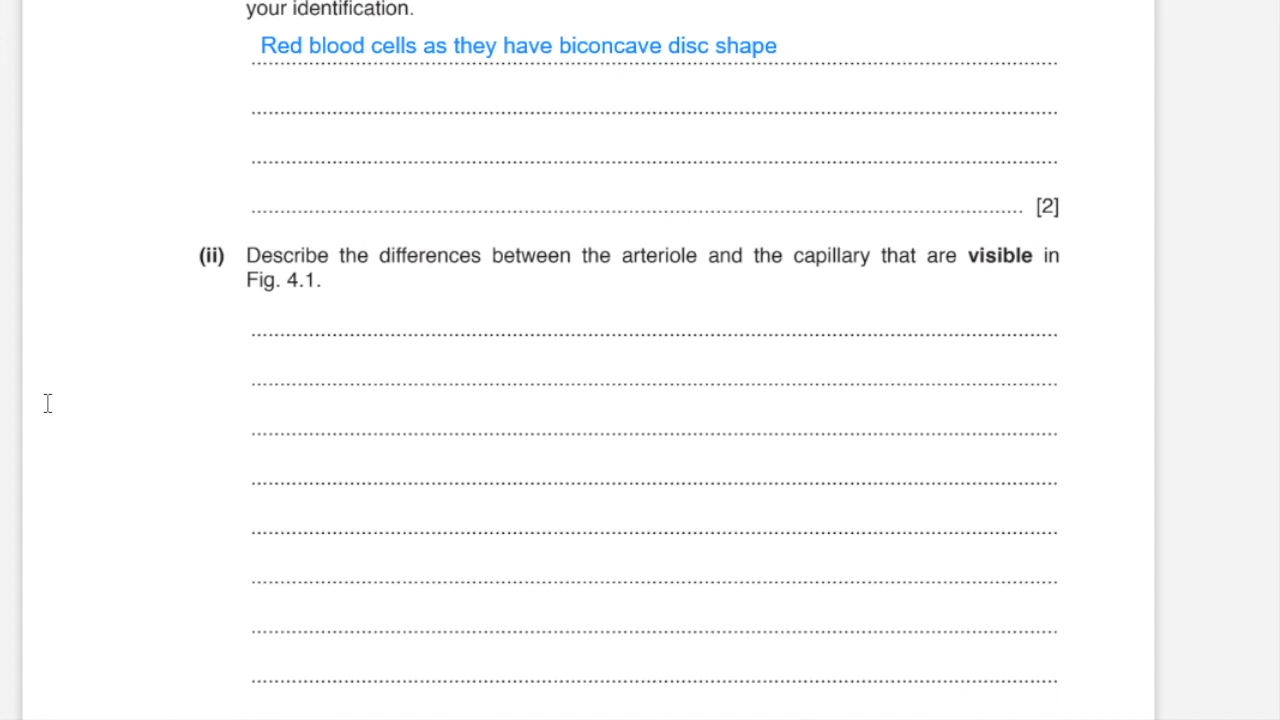 your identification.
Red blood cells as they have biconcave disc shape
[2]
(ii) Describe the differences between the arteriole and the capillary that are visible in
Fig. 4.1.